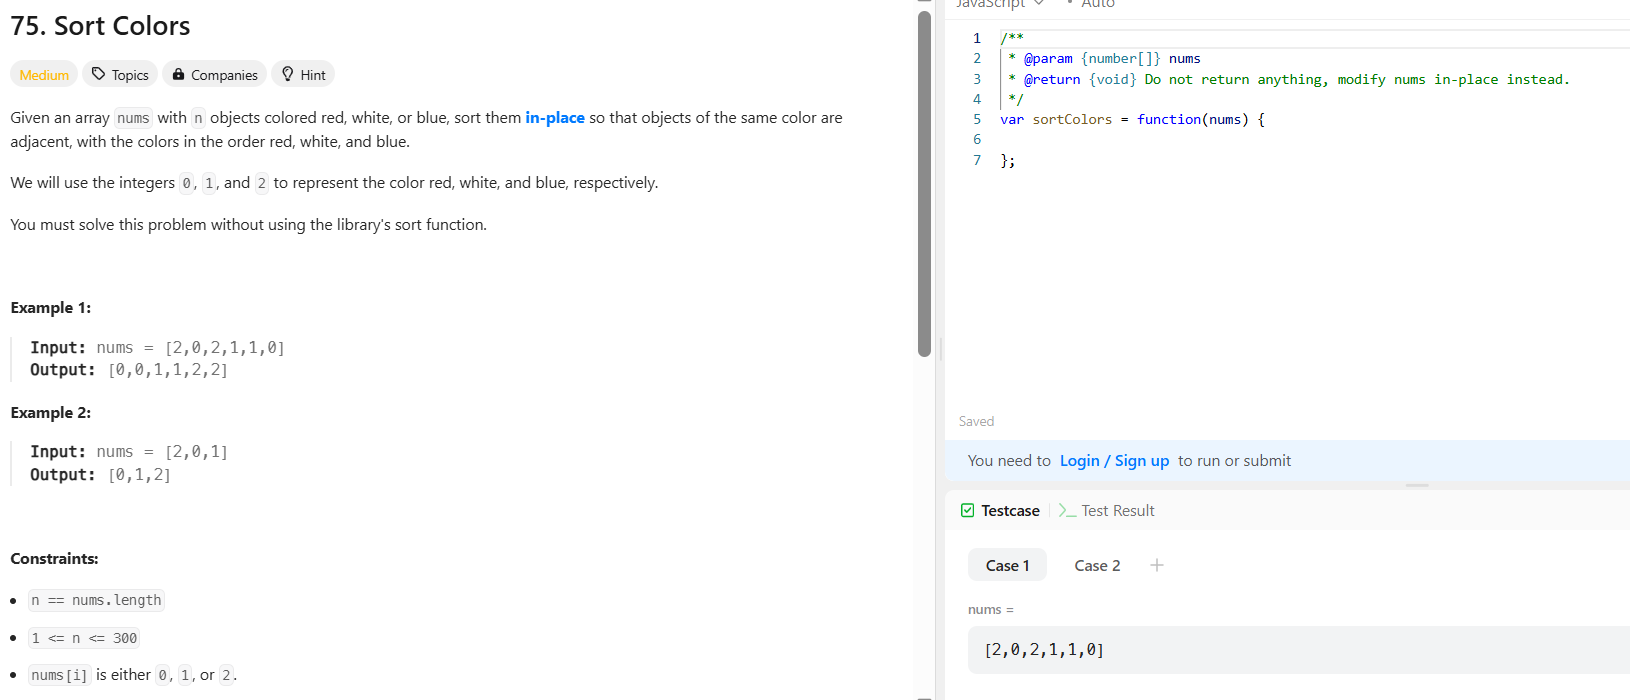 75. Sort Colors
Medium Topics Companies Hint
Given an array nums with n objects colored red, white, or blue, sort them in-place so that objects of the same color are
adjacent, with the colors in the order red, white, and blue.
We will use the integers 0, 1, and 2 to represent the color red, white, and blue, respectively.
You must solve this problem without using the library's sort function.
Example 1:
Input: nums = [2,0,2,1,1,0]
Output: [0,0,1,1,2,2]
Example 2:
Input: nums = [2,0,1]
Output: [0,1,2]
Constraints:
• n == nums.length
• 1 <= n <= 300
• nums[i] is either 0, 1, or 2.
JavaScript • Auto
1 /**
2 * @param {number[]} nums
3 * @return {void} Do not return anything, modify nums in-place instead.
4 */
5 var sortColors = function(nums) {
6
7 };
Saved
You need to Login / Sign up to run or submit
Testcase >_ Test Result
Case 1 Case 2 +
nums =
[2,0,2,1,1,0]